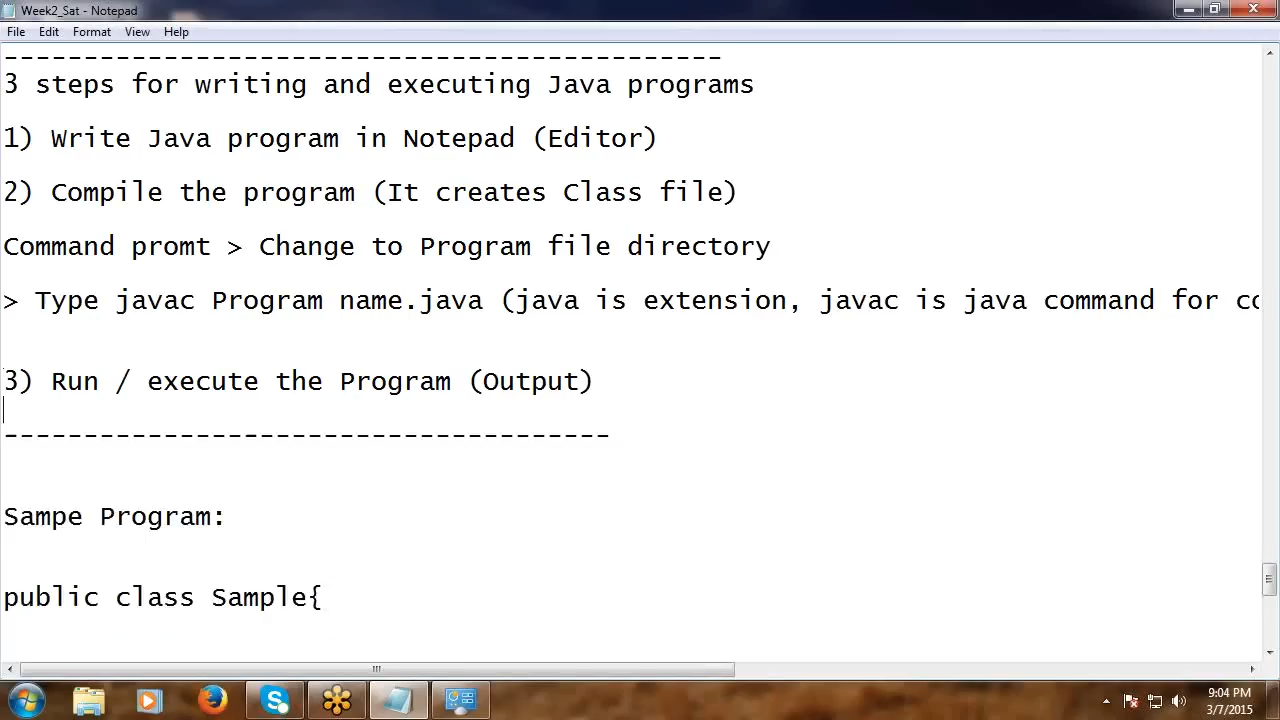 Week2_Sat - Notepad
File Edit Format View Help
---------------------------------------------
3 steps for writing and executing Java programs
1) Write Java program in Notepad (Editor)
2) Compile the program (It creates Class file)
Command promt > Change to Program file directory
> Type javac Program name.java (java is extension, javac is java command for co
3) Run / execute the Program (Output)
--------------------------------------
Sampe Program:
public class Sample{
9:04 PM
3/7/2015